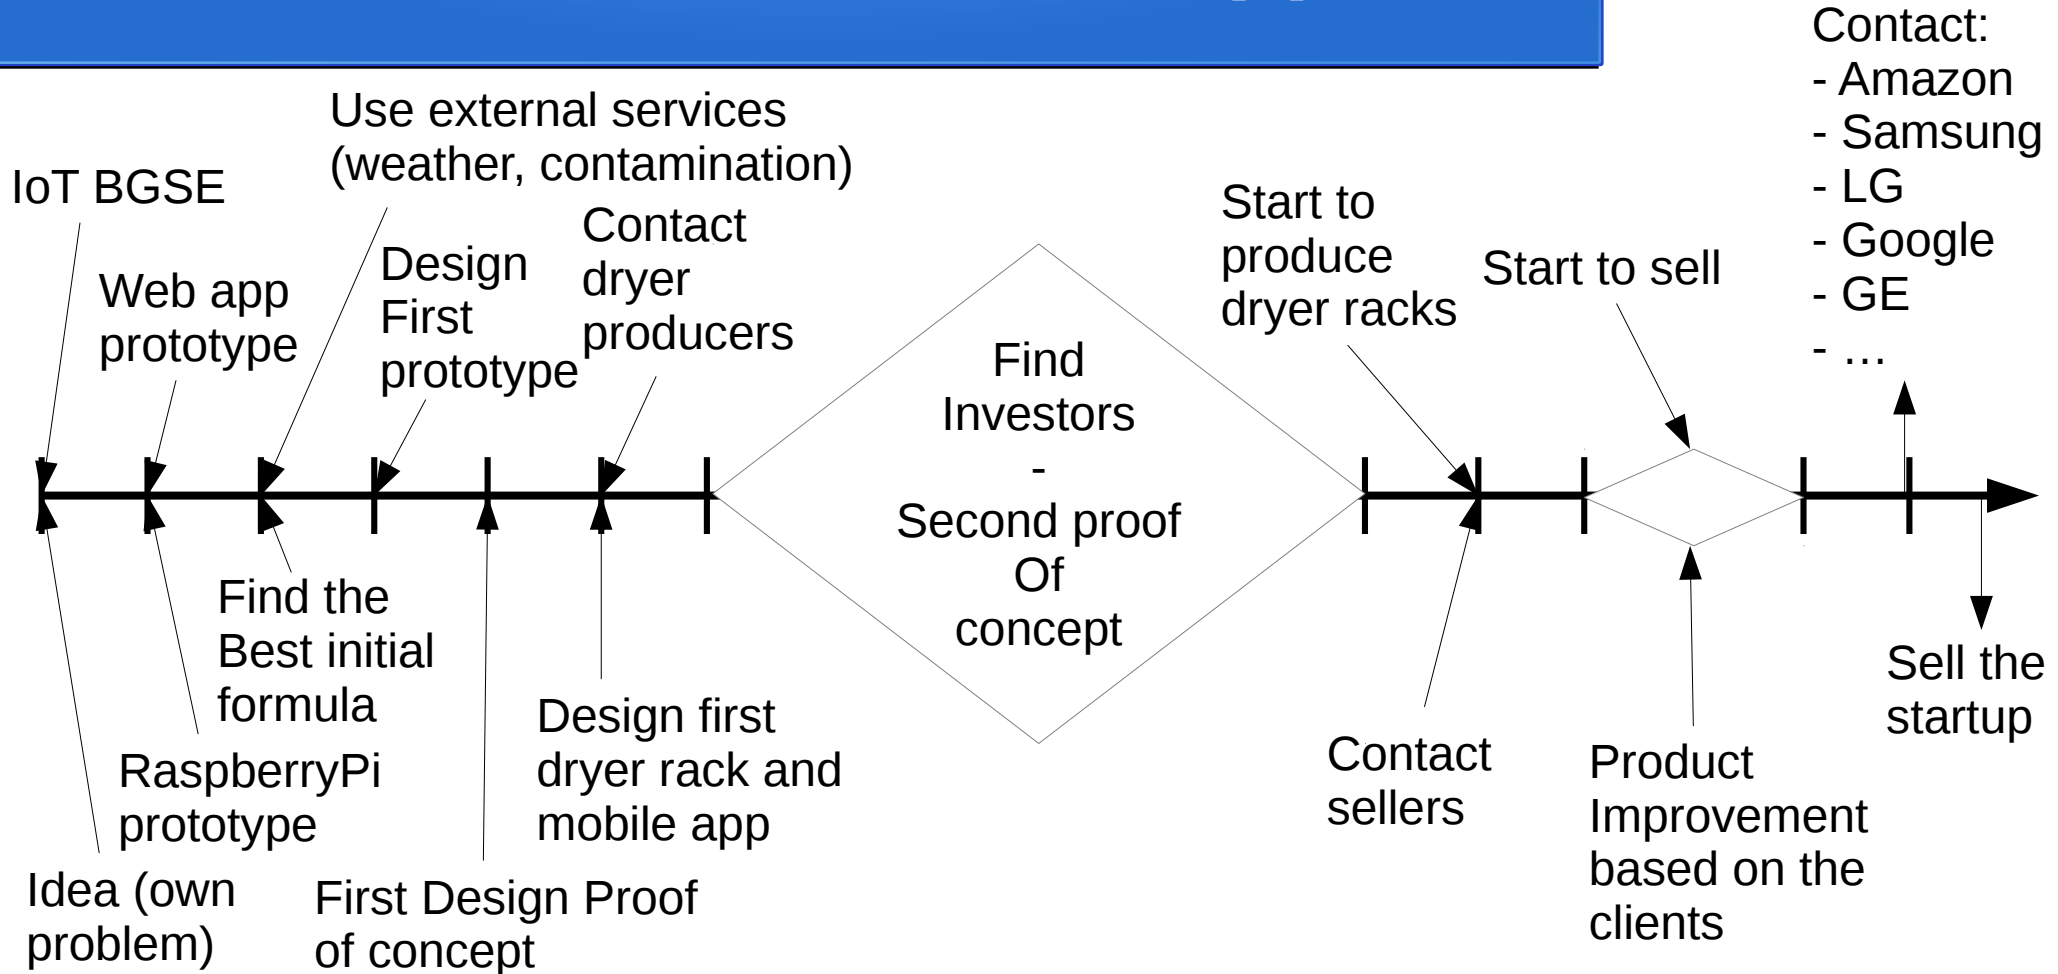 Contact:
- Amazon
- Samsung
- LG
- Google
- GE
- ...
Use external services
(weather, contamination)
IoT BGSE
Web app
prototype
Design
First
prototype
Contact
dryer
producers
Start to
produce
dryer racks
Start to sell
Find
Investors
-
Second proof
Of
concept
Find the
Best initial
formula
RaspberryPi
prototype
Idea (own
problem)
First Design Proof
of concept
Design first
dryer rack and
mobile app
Contact
sellers
Product
Improvement
based on the
clients
Sell the
startup